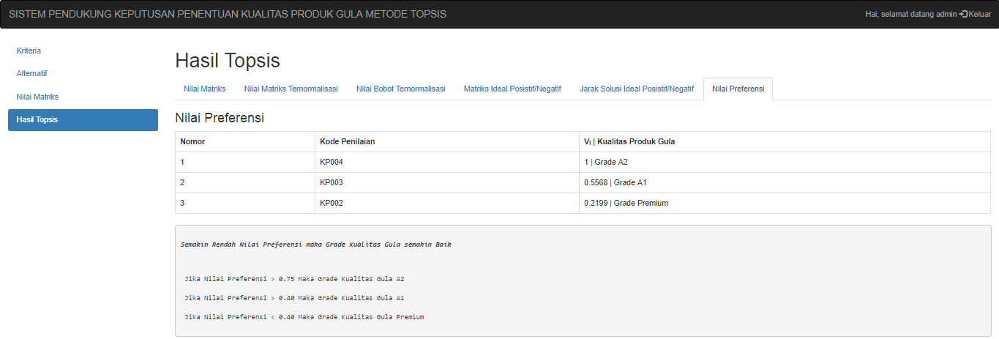 SISTEM PENDUKUNG KEPUTUSAN PENENTUAN KUALITAS PRODUK GULA METODE TOPSIS
Hai, selamat datang admin Keluar
Kriteria
Alternatif
Nilai Matriks
Hasil Topsis
Hasil Topsis
Nilai Matriks Nilai Matriks Ternormalisasi Nilai Bobot Ternormalisasi Matriks Ideal Posistif/Negatif Jarak Solusi Ideal Posistif/Negatif Nilai Preferensi
Nilai Preferensi
Nomor Kode Penilaian Vi | Kualitas Produk Gula
1 KP004 1 | Grade A2
2 KP003 0.5568 | Grade A1
3 KP002 0.2199 | Grade Premium
Semakin Rendah Nilai Preferensi maka Grade Kualitas Gula semakin Baik
Jika Nilai Preferensi > 0.75 Maka Grade Kualitas Gula A2
Jika Nilai Preferensi > 0.40 Maka Grade Kualitas Gula A1
Jika Nilai Preferensi < 0.40 Maka Grade Kualitas Gula Premium